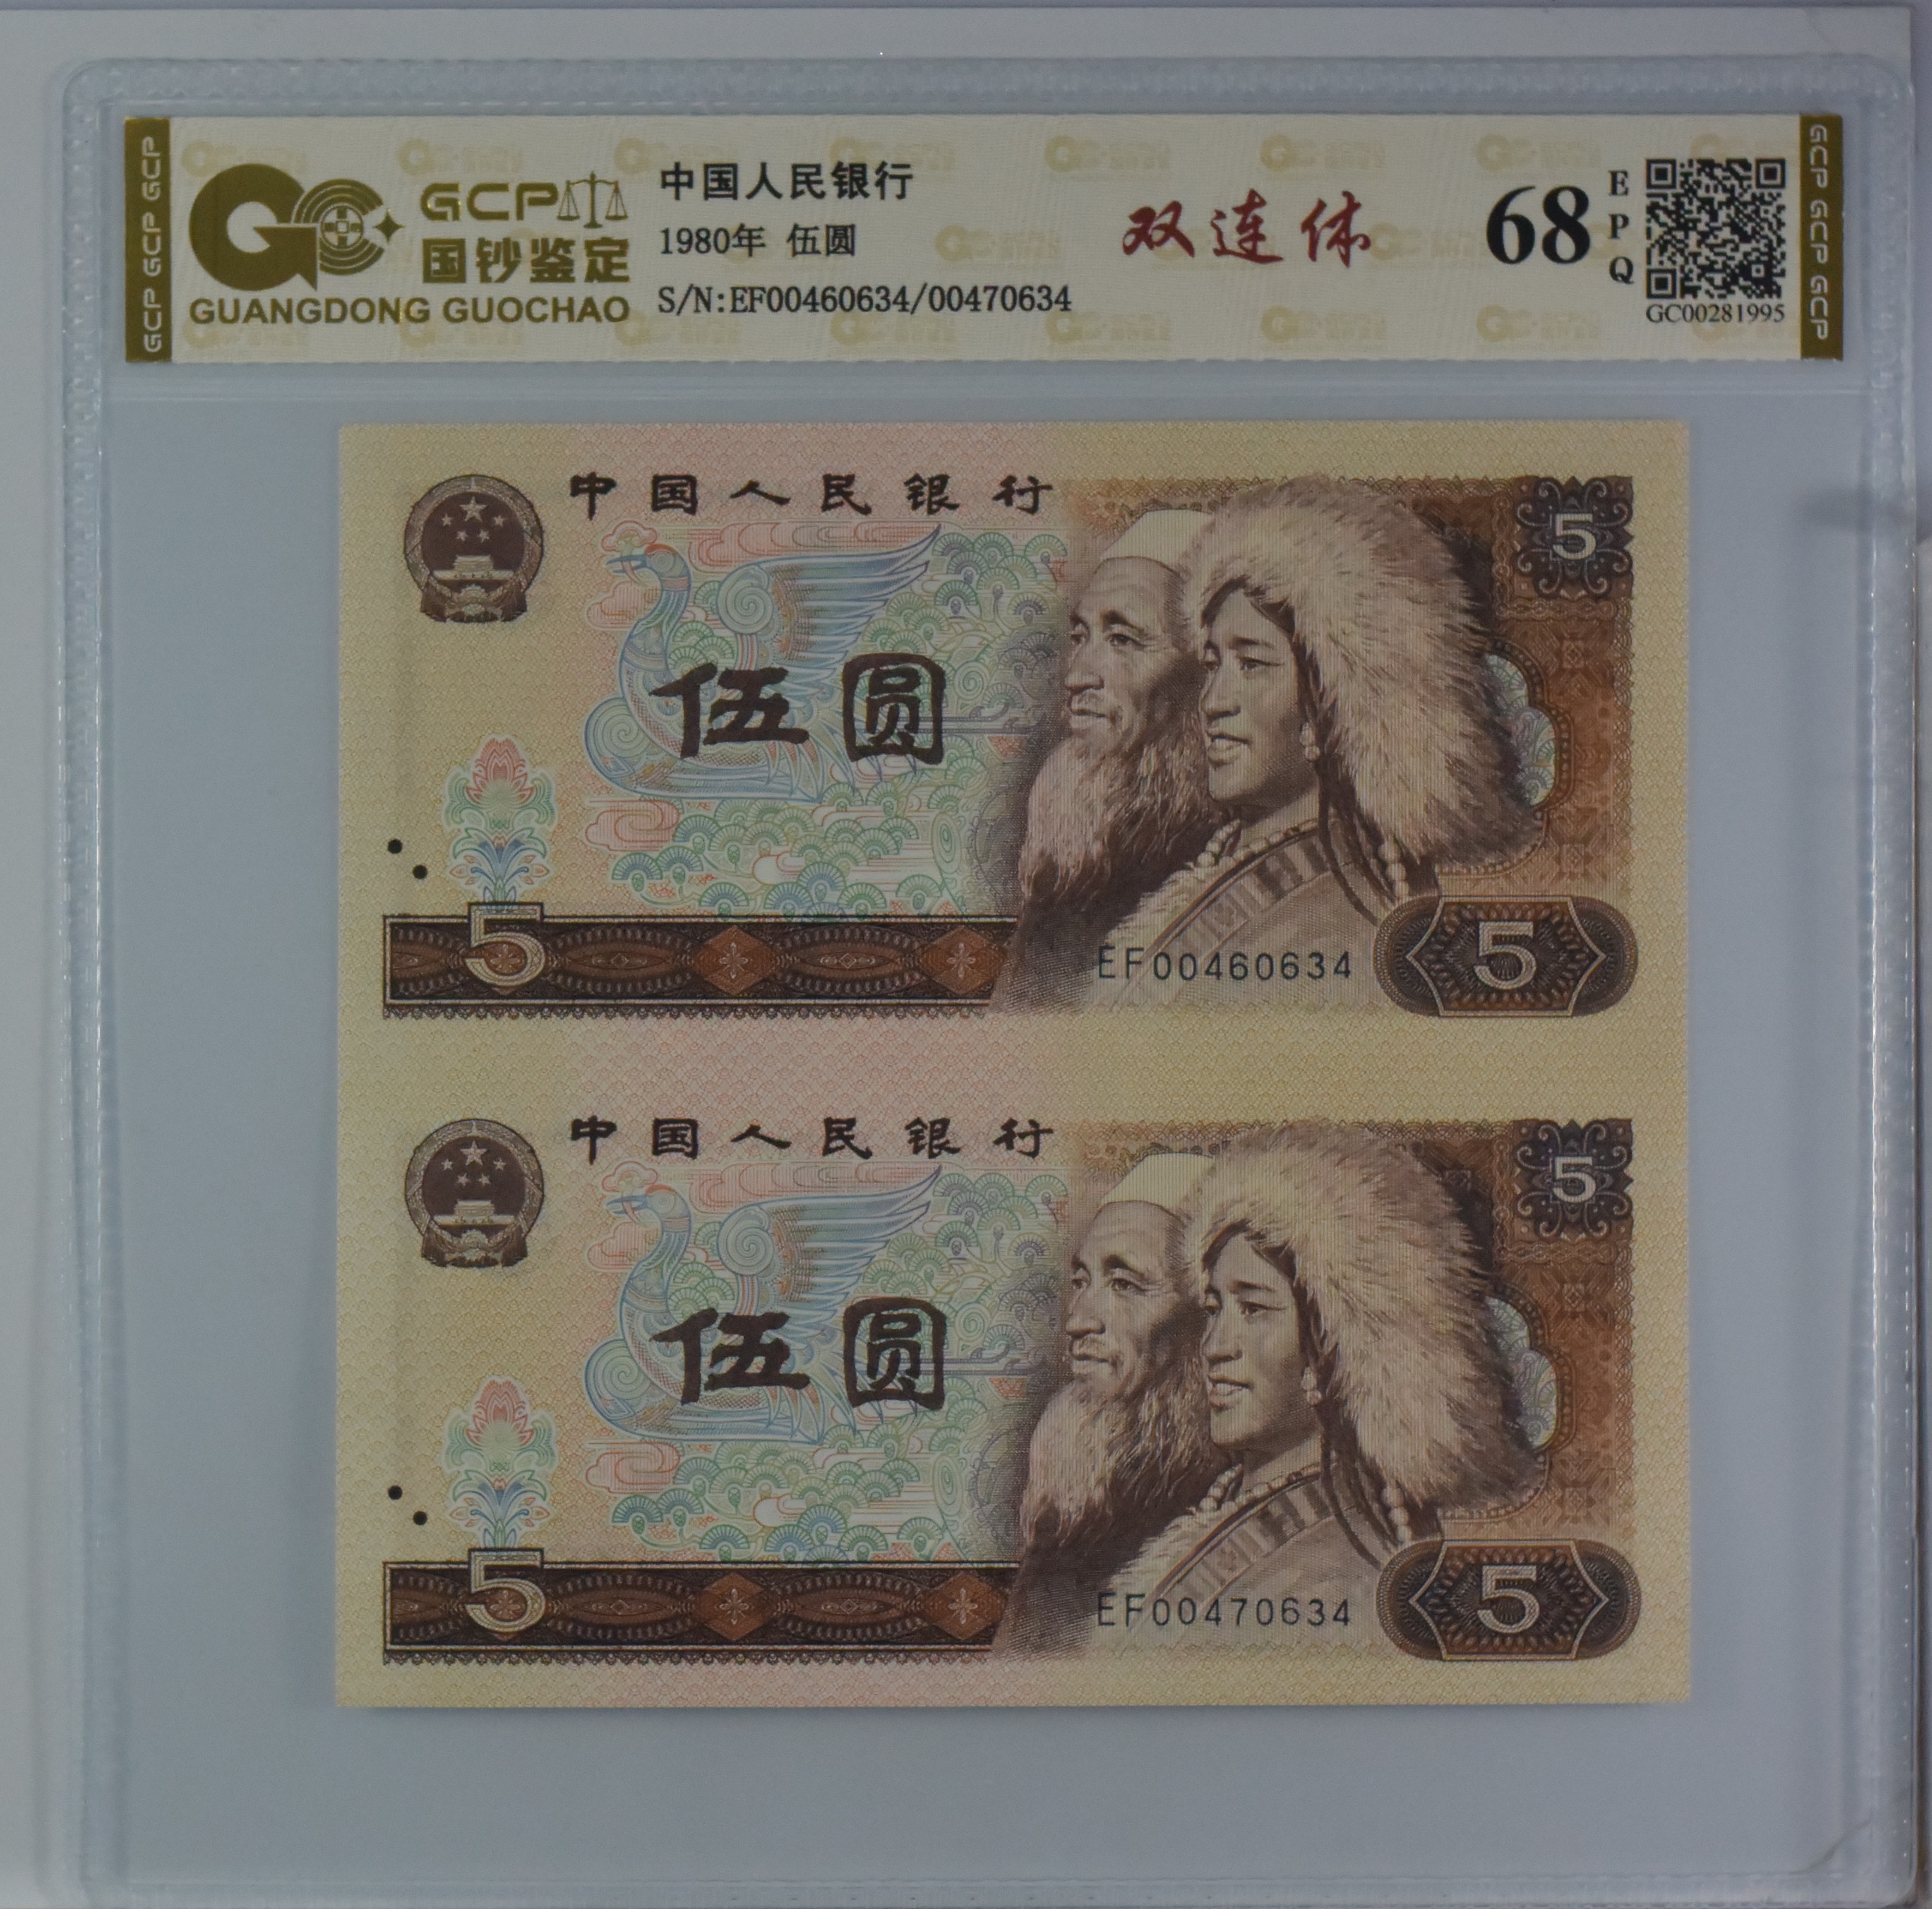 GCP GCP GCP
GCP
国钞鉴定
GUANGDONG GUOCHAO
中国人民银行
1980年 伍圆
S/N:EF00460634/00470634
双连体
68
E
P
Q
GC00281995
GCP GCP GCP
中国人民银行
5
伍圆
5
EF00460634
5
中国人民银行
5
伍圆
5
EF00470634
5